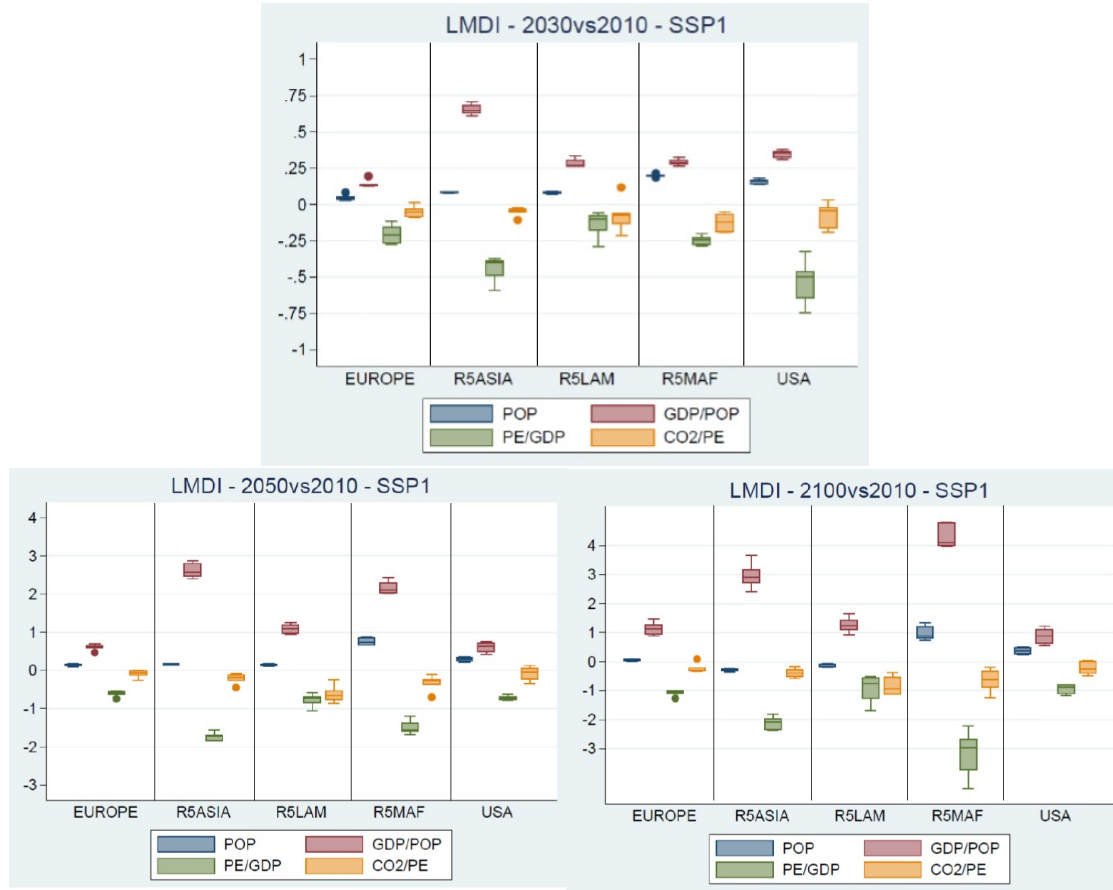 LMDI - 2030vs2010 - SSP1
1
.75
.5
.25
0
-.25
-.5
-.75
-1
EUROPE R5ASIA R5LAM R5MAF USA
POP GDP/POP
PE/GDP CO2/PE
LMDI - 2050vs2010 - SSP1
4
3
2
1
0
-1
-2
-3
EUROPE R5ASIA R5LAM R5MAF USA
POP GDP/POP
PE/GDP CO2/PE
LMDI - 2100vs2010 - SSP1
4
3
2
1
0
-1
-2
-3
EUROPE R5ASIA R5LAM R5MAF USA
POP GDP/POP
PE/GDP CO2/PE